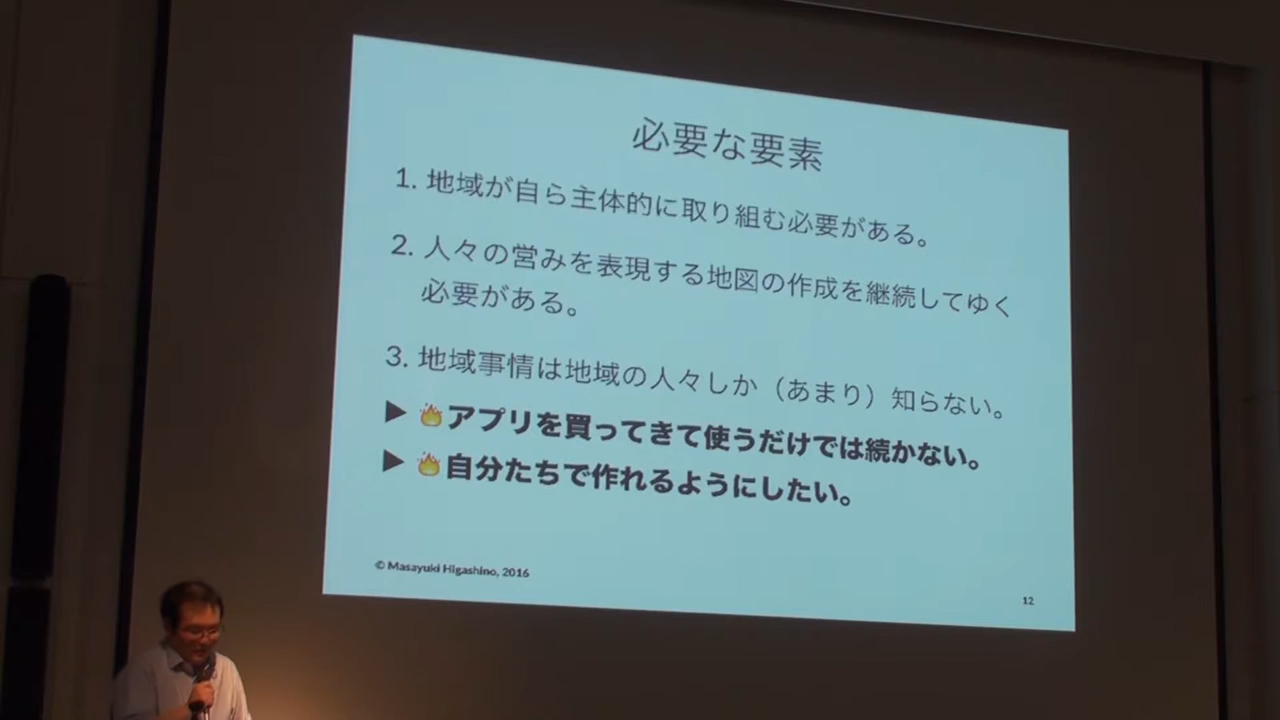 必要な要素
1. 地域が自ら主体的に取り組む必要がある。
2. 人々の営みを表現する地図の作成を継続してゆく
必要がある。
3. 地域事情は地域の人々しか（あまり）知らない。
▶ 🔥アプリを買ってきて使うだけでは続かない。
▶ 🔥自分たちで作れるようにしたい。
© Masayuki Higashino, 2016
12